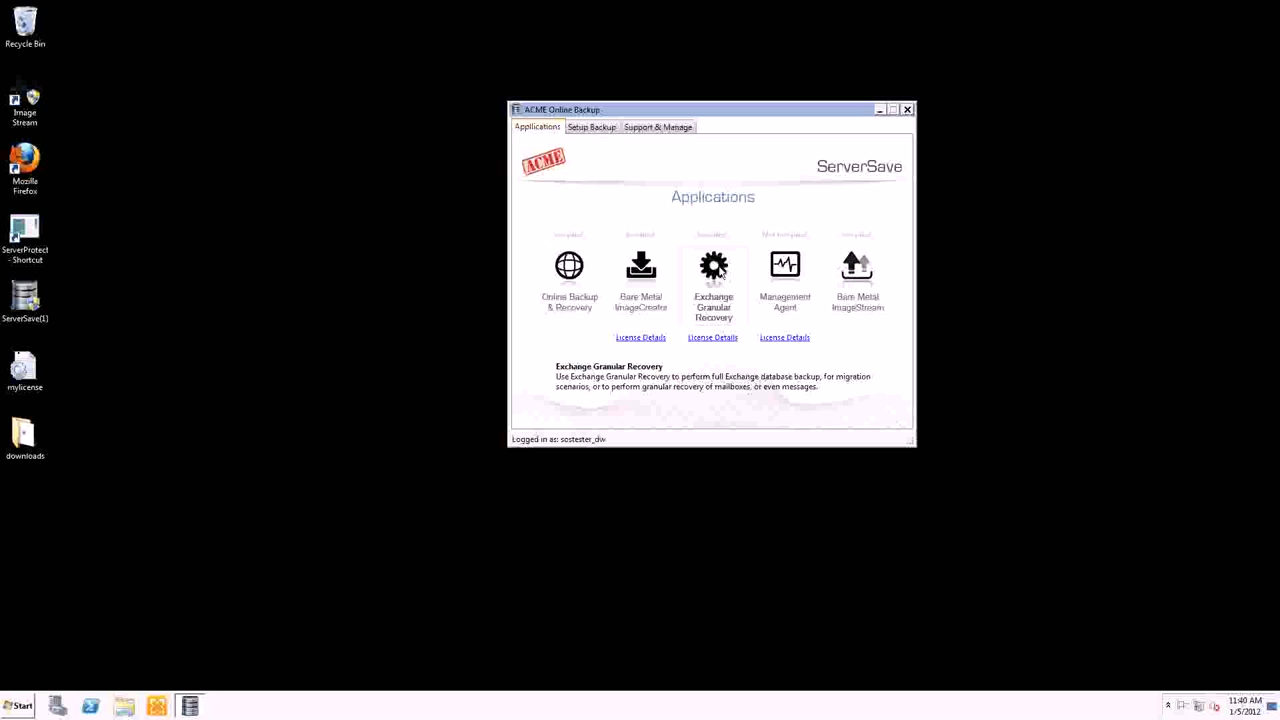 Recycle Bin
Image
Stream
Mozilla
Firefox
ServerProtect
- Shortcut
ServerSave(1)
mylicense
downloads
ACME Online Backup
Applications
Setup Backup
Support & Manage
ACME
ServerSave
Applications
Not Installed
Online Backup
& Recovery
Bare Metal
ImageCreator
Exchange
Granular
Recovery
Management
Agent
Bare Metal
ImageStream
License Details
License Details
License Details
Exchange Granular Recovery
Use Exchange Granular Recovery to perform full Exchange database backup, for migration
scenarios, or to perform granular recovery of mailboxes, or even messages.
Logged in as: sostester_dw
Start
11:40 AM
1/5/2012